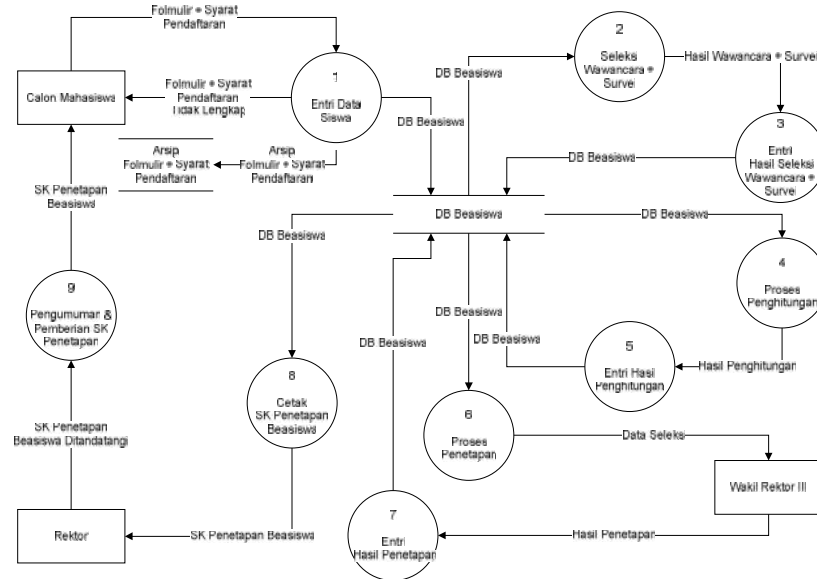 Folmulir + Syarat
Pendaftaran
Calon Mahasiswa
Folmulir + Syarat
Pendaftaran
Tidak Lengkap
1
Entri Data
Siswa
DB Beasiswa
Arsip
Folmulir + Syarat
Pendaftaran
Arsip
Folmulir + Syarat
Pendaftaran
2
Seleks
Wawancara +
Survei
DB Beasiswa
Hasil Wawancara + Survei
3
Entri
Hasil Seleksi
Wawancara +
Survei
DB Beasiswa
DB Beasiswa
SK Penetapan
Beasiswa
DB Beasiswa
DB Beasiswa
4
Proses
Penghitungan
9
Pengumuman &
Pemberian SK
Penetapan
DB Beasiswa
DB Beasiswa
DB Beasiswa
5
Entri Hasil
Penghitungan
Hasil Penghitungan
8
Cetak
SK Penetapan
Beasiswa
6
Proses
Penetapan
Data Seleksi
SK Penetapan
Beasiswa Ditandatangi
Wakil Rektor III
Rektor
SK Penetapan Beasiswa
7
Entri
Hasil Penetapan
Hasil Penetapan